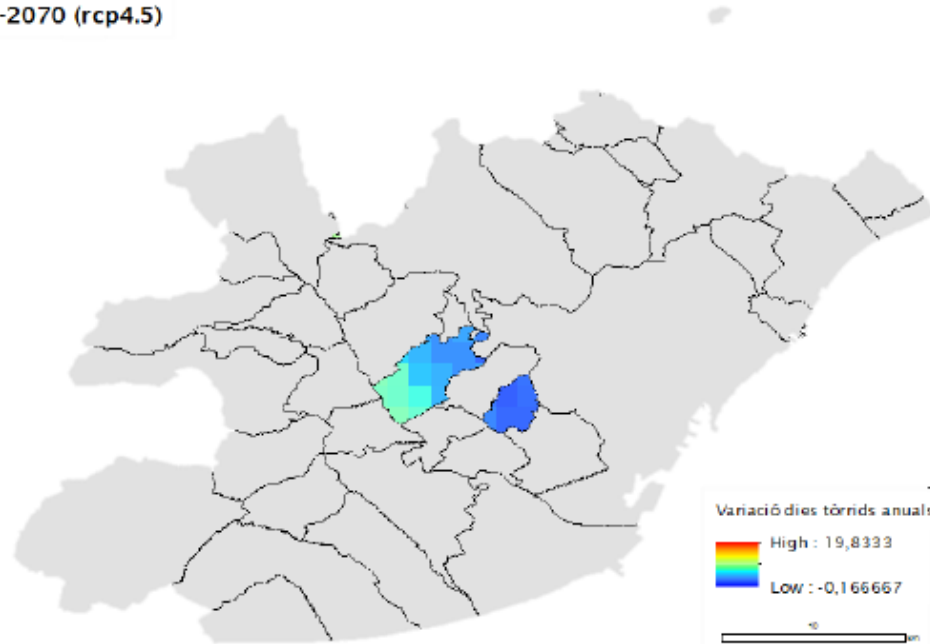 -2070 (rcp4.5)
Variació dies tòrrids anuals
High : 19,8333
Low : -0,166667